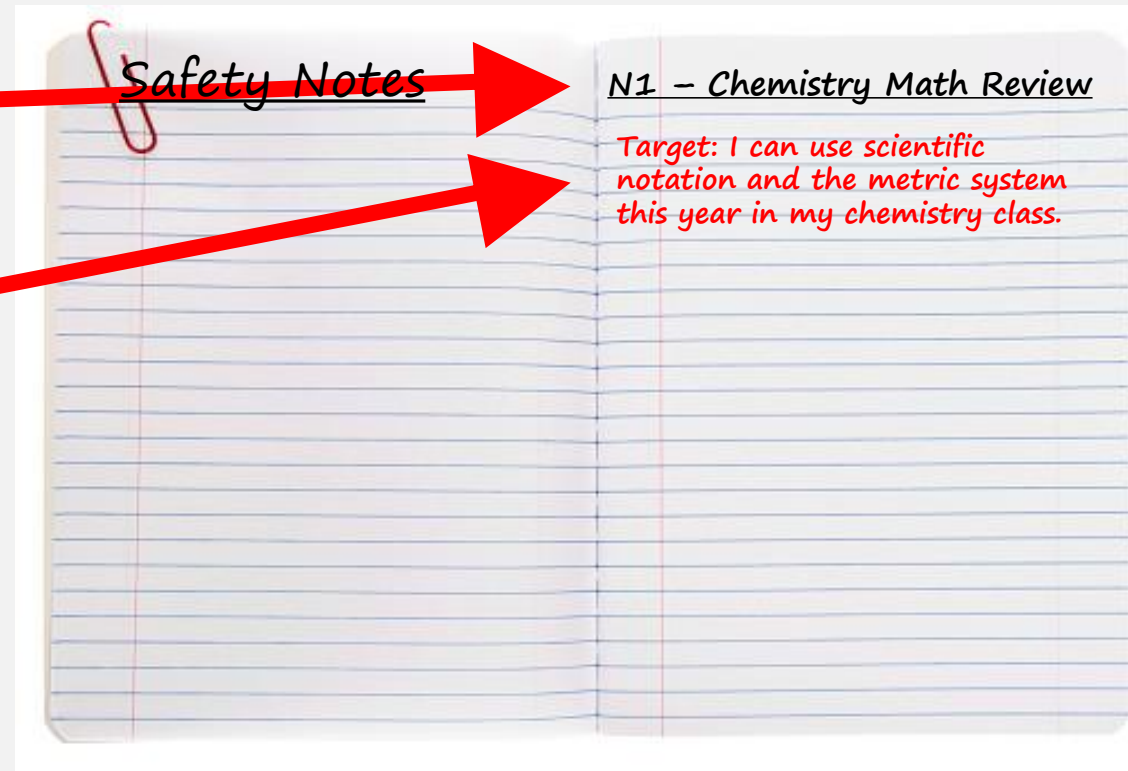 Safety Notes
N1 – Chemistry Math Review
Target: I can use scientific
notation and the metric system
this year in my chemistry class.